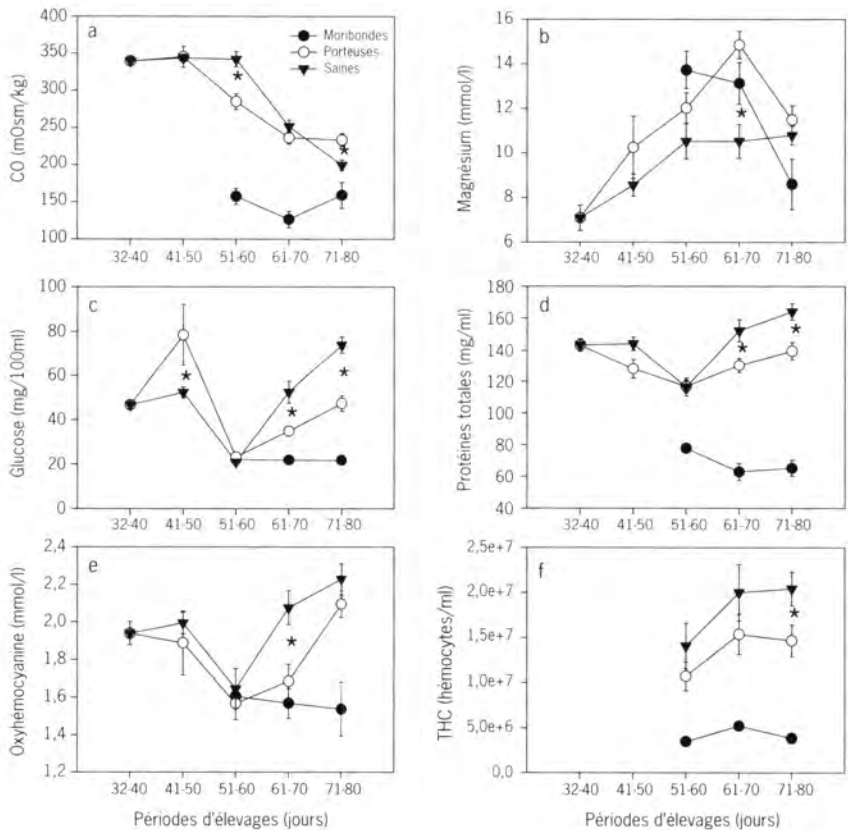 a
Moribondes
Porteuses
Saines
CO (mOsm/kg)
400
350
300
250
200
150
100
32-40 41-50 51-60 61-70 71-80
b
Magnésium (mmol/l)
16
14
12
10
8
6
32-40 41-50 51-60 61-70 71-80
c
Glucose (mg/100ml)
100
80
60
40
20
0
32-40 41-50 51-60 61-70 71-80
d
Protéines totales (mg/ml)
180
160
140
120
100
80
60
40
32-40 41-50 51-60 61-70 71-80
e
Oxyhémocyanine (mmol/l)
2,4
2,2
2,0
1,8
1,6
1,4
1,2
32-40 41-50 51-60 61-70 71-80
Périodes d'élevages (jours)
f
THC (hémocytes/ml)
2,5e+7
2,0e+7
1,5e+7
1,0e+7
5,0e+6
0,0
32-40 41-50 51-60 61-70 71-80
Périodes d'élevages (jours)